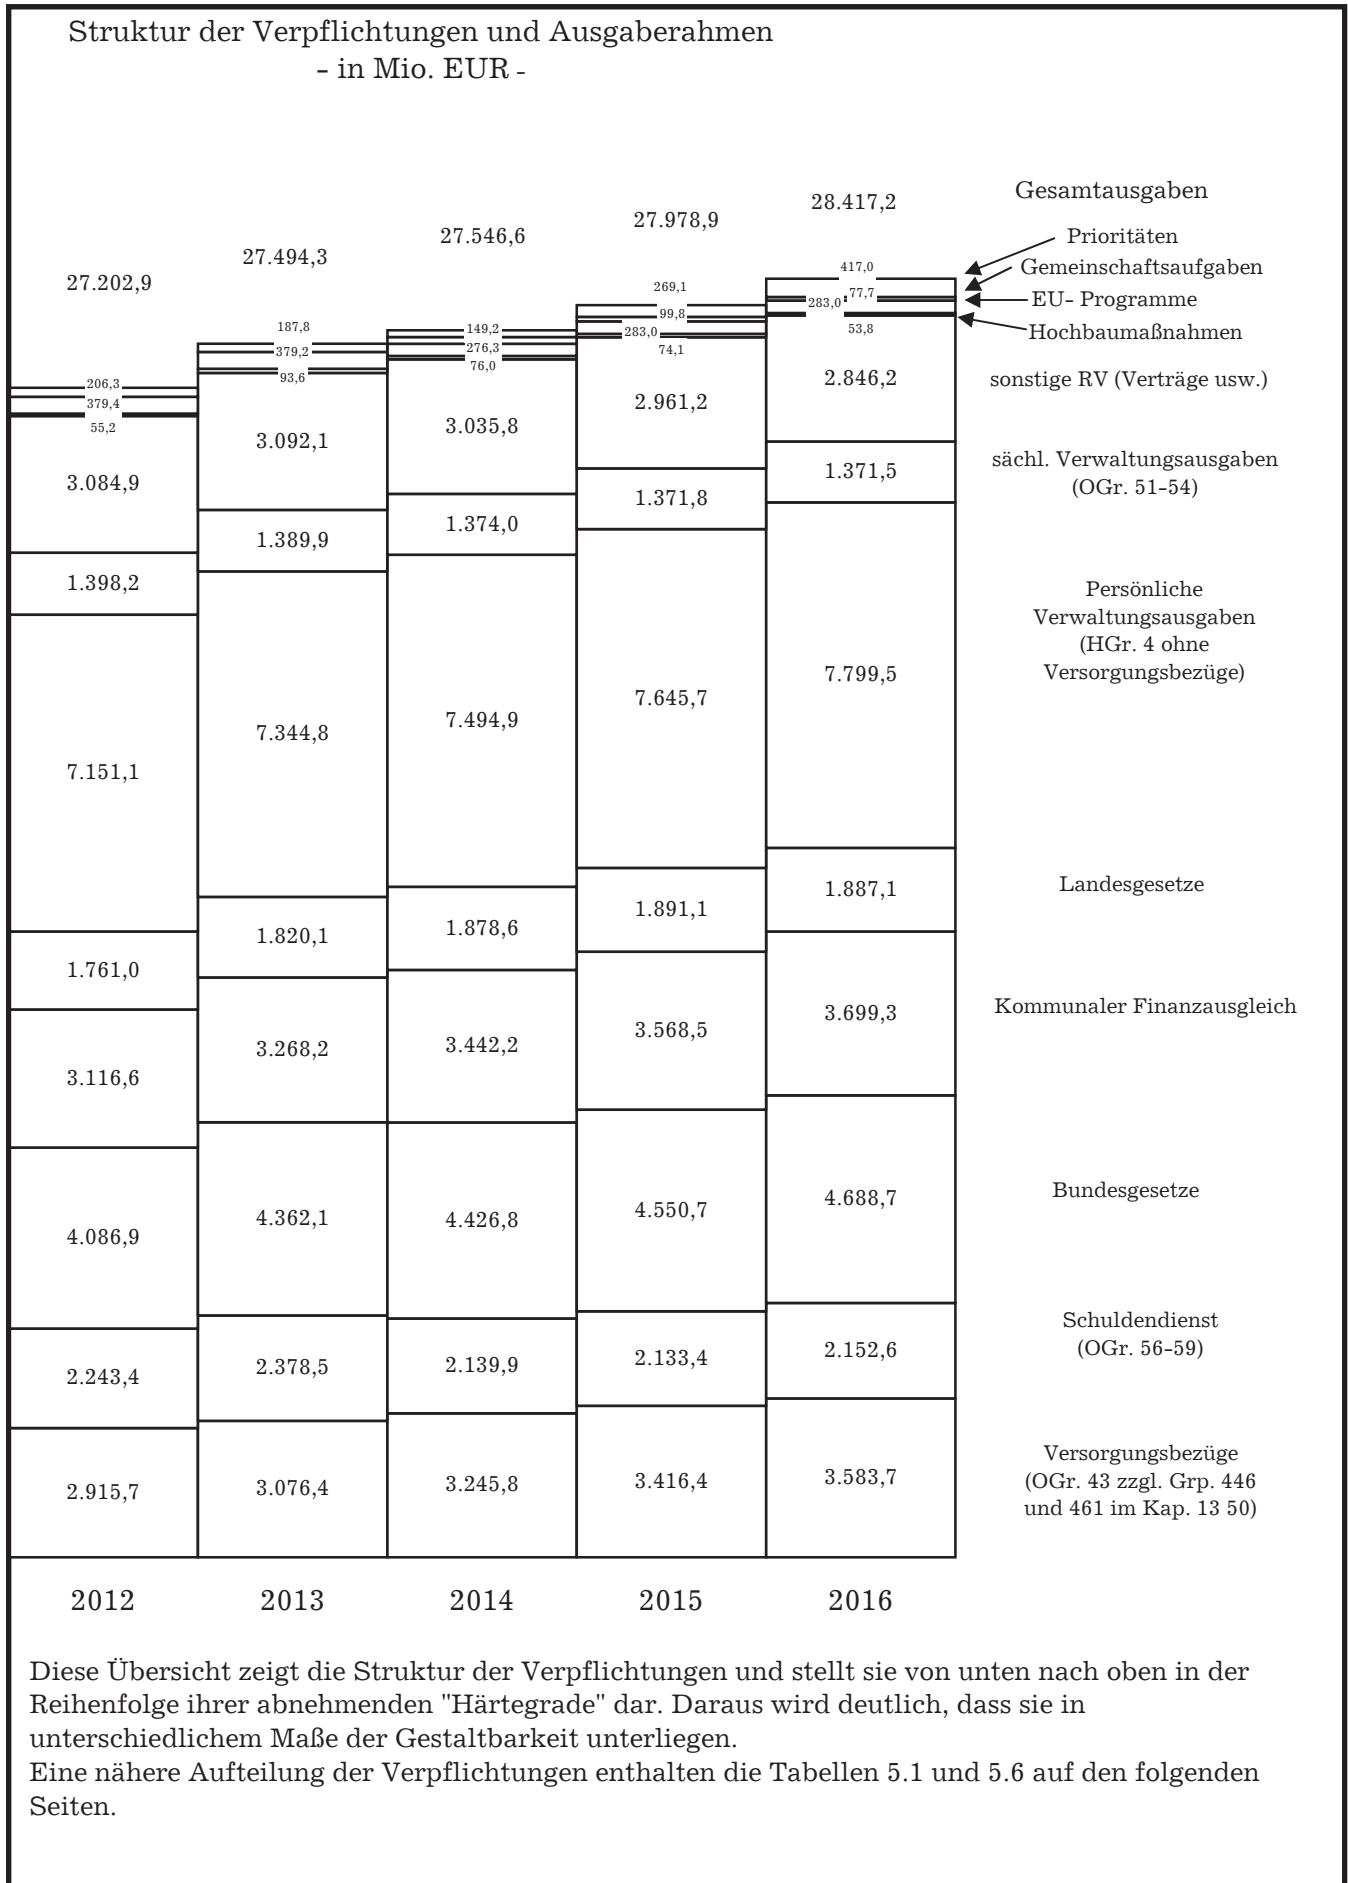 Struktur der Verpflichtungen und Ausgaberahmen
- in Mio. EUR -
27.202,9
27.494,3
27.546,6
27.978,9
28.417,2
Gesamtausgaben
206,3
187,8
149,2
269,1
417,0
Prioritäten
379,4
379,2
276,3
99,8
77,7
Gemeinschaftsaufgaben
283,0
283,0
EU- Programme
55,2
93,6
76,0
74,1
53,8
Hochbaumaßnahmen
3.084,9
3.092,1
3.035,8
2.961,2
2.846,2
sonstige RV (Verträge usw.)
1.398,2
1.389,9
1.374,0
1.371,8
1.371,5
sächl. Verwaltungsausgaben
(OGr. 51-54)
7.151,1
7.344,8
7.494,9
7.645,7
7.799,5
Persönliche
Verwaltungsausgaben
(HGr. 4 ohne
Versorgungsbezüge)
1.761,0
1.820,1
1.878,6
1.891,1
1.887,1
Landesgesetze
3.116,6
3.268,2
3.442,2
3.568,5
3.699,3
Kommunaler Finanzausgleich
4.086,9
4.362,1
4.426,8
4.550,7
4.688,7
Bundesgesetze
2.243,4
2.378,5
2.139,9
2.133,4
2.152,6
Schuldendienst
(OGr. 56-59)
2.915,7
3.076,4
3.245,8
3.416,4
3.583,7
Versorgungsbezüge
(OGr. 43 zzgl. Grp. 446
und 461 im Kap. 13 50)
2012
2013
2014
2015
2016
Diese Übersicht zeigt die Struktur der Verpflichtungen und stellt sie von unten nach oben in der
Reihenfolge ihrer abnehmenden "Härtegrade" dar. Daraus wird deutlich, dass sie in
unterschiedlichem Maße der Gestaltbarkeit unterliegen.
Eine nähere Aufteilung der Verpflichtungen enthalten die Tabellen 5.1 und 5.6 auf den folgenden
Seiten.